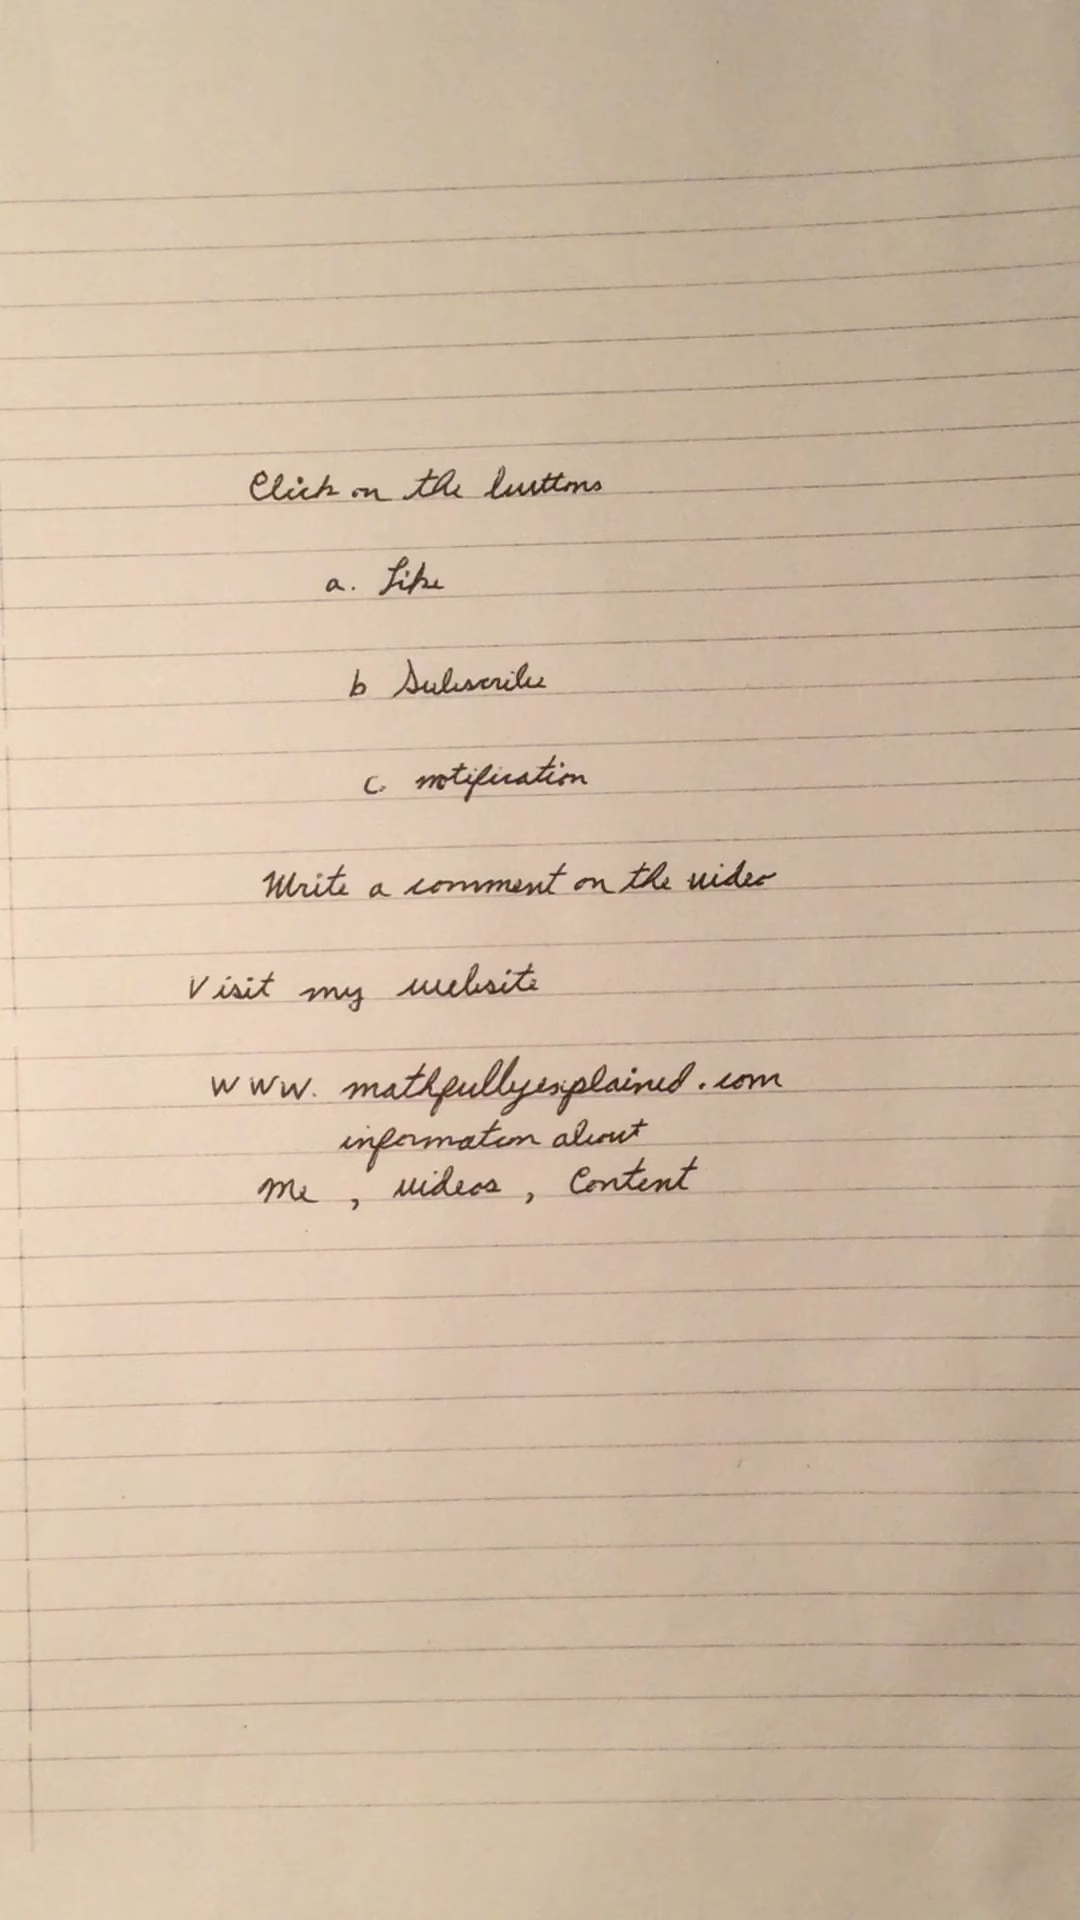 Click on the buttons
a. Like
b Subscribe
c. notification
Write a comment on the video
Visit my website
www. mathfullyexplained.com
information about
me, videos, Content